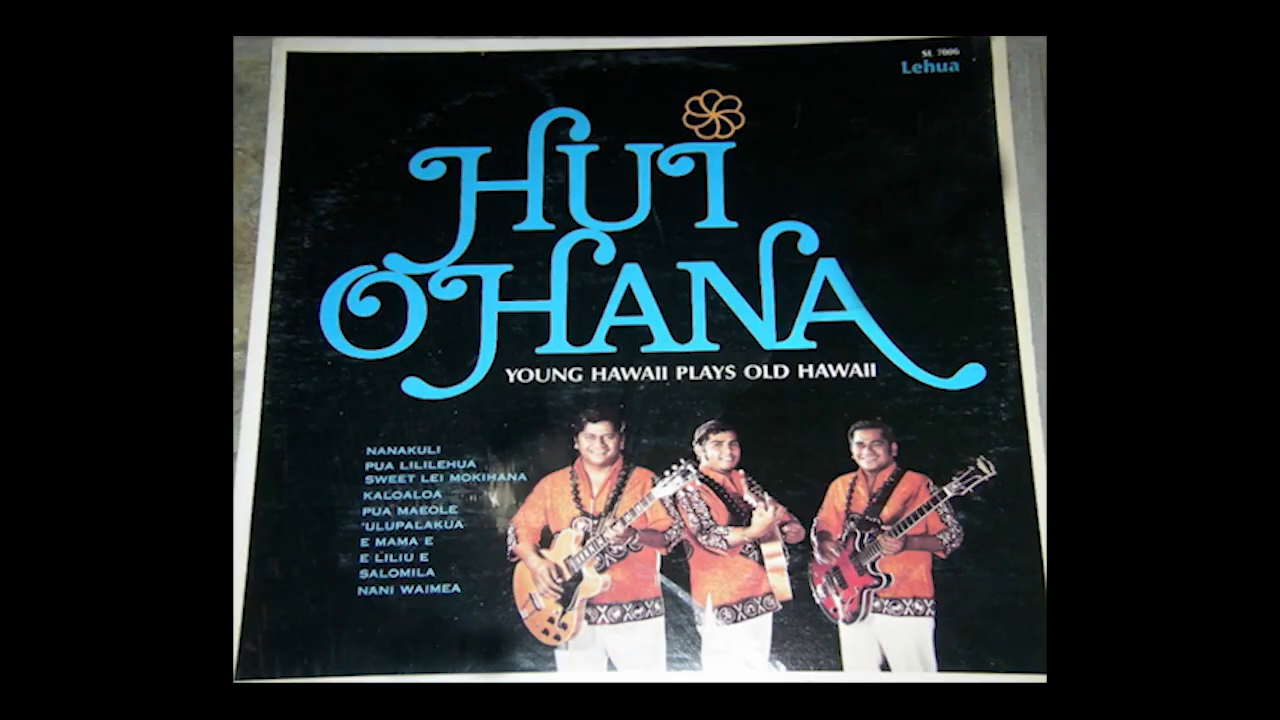 SL 7006
Lehua
HUI
OHANA
YOUNG HAWAII PLAYS OLD HAWAII
NANAKULI
PUA LILILEHUA
SWEET LEI MOKIHANA
KALOALOA
PUA MAEOLE
'ULUPALAKUA
E MAMA E
E LILIU E
SALOMILA
NANI WAIMEA